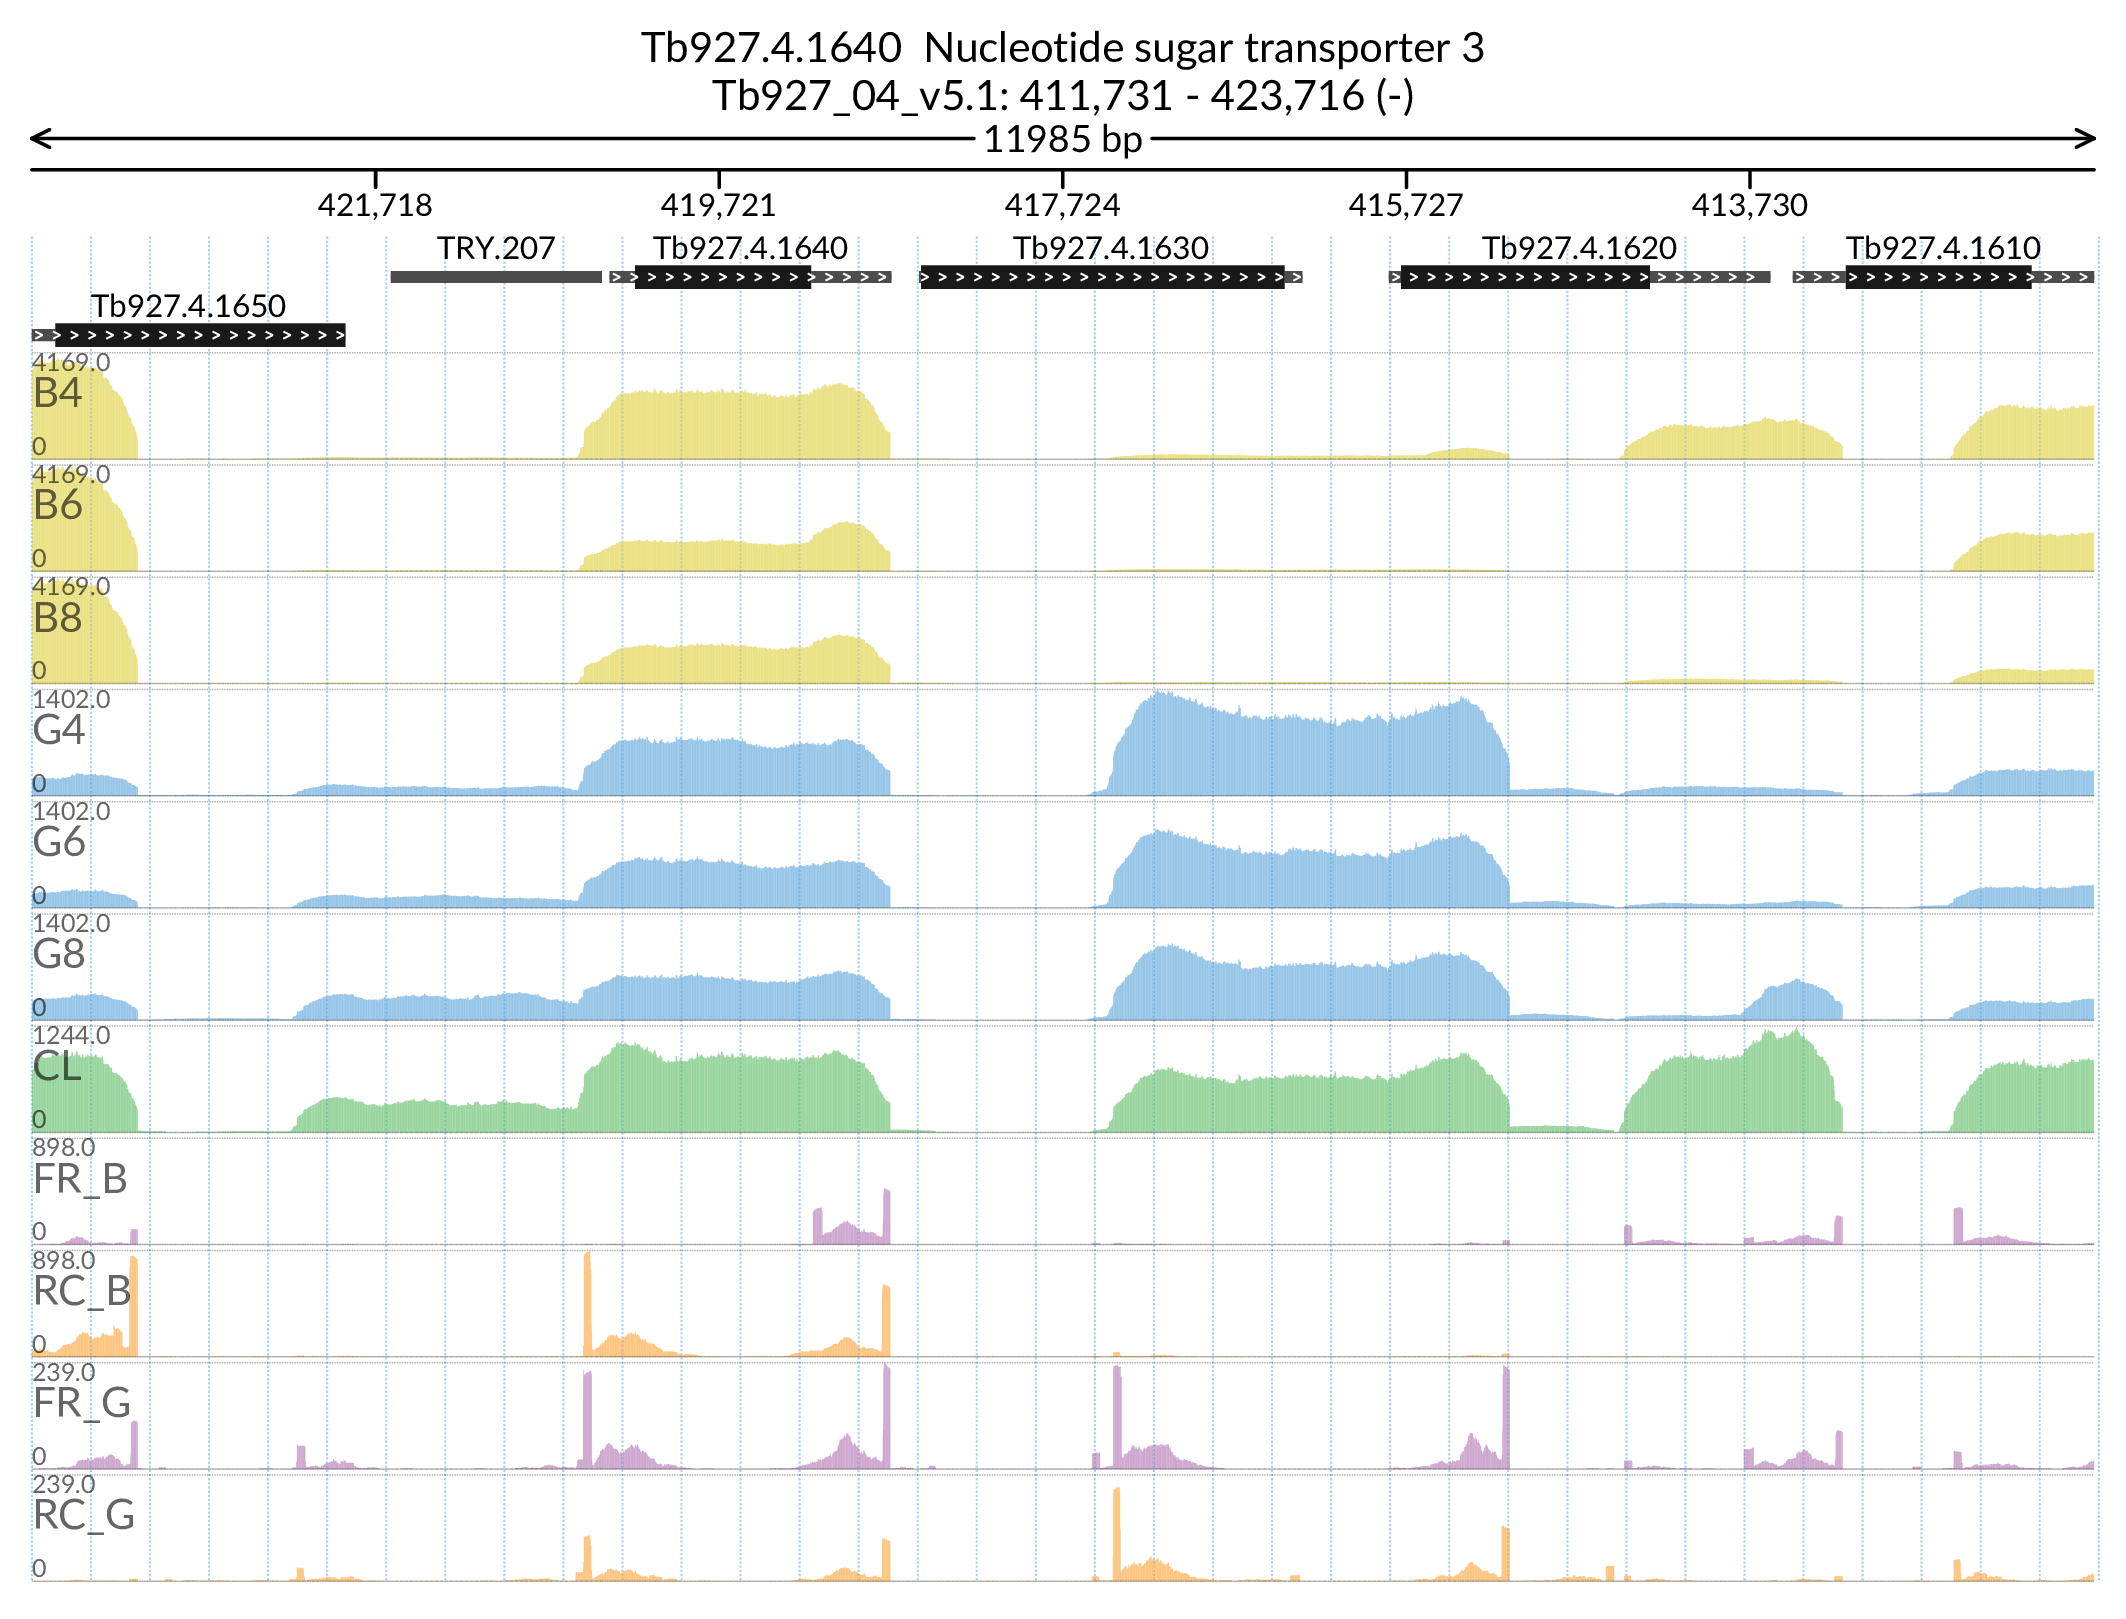 Tb927.4.1640  Nucleotide sugar transporter 3
Tb927_04_v5.1: 411,731 - 423,716 (-)
11985 bp
421,718 419,721 417,724 415,727 413,730
TRY.207 Tb927.4.1640 Tb927.4.1630 Tb927.4.1620 Tb927.4.1610
Tb927.4.1650
4169.0
B4
0
4169.0
B6
0
4169.0
B8
0
1402.0
G4
0
1402.0
G6
0
1402.0
G8
0
1244.0
CL
0
898.0
FR_B
0
898.0
RC_B
0
239.0
FR_G
0
239.0
RC_G
0